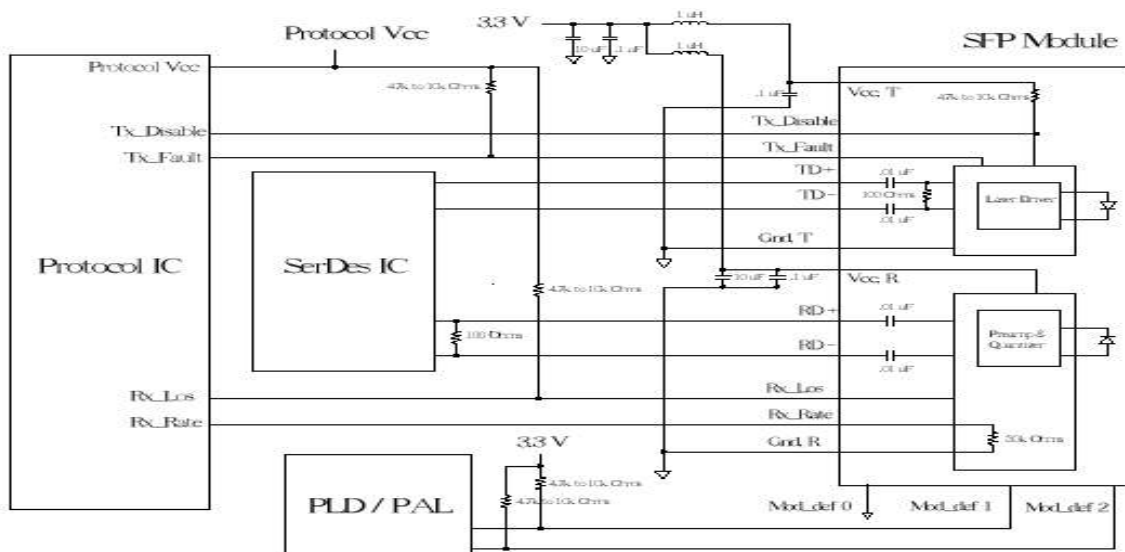 3.3 V
1 uH
Protocol Vcc
10 uF
.1 uF
1 uH
SFP Module
Protocol Vcc
4.7k to 10k Ohms
.1 uF
Vcc, T
4.7k to 10k Ohms
Tx_Disable
Tx_Disable
Tx_Fault
Tx_Fault
TD+
.01 uF
TD-
100 Ohms
Laser Driver
.01 uF
Gnd, T
Protocol IC
SerDes IC
10 uF
.1 uF
Vcc, R
4.7k to 10k Ohms
RD+
.01 uF
100 Ohms
Preamp &
Quantizer
RD-
.01 uF
Rx_Los
Rx_Los
Rx_Rate
Rx_Rate
3.3 V
Gnd, R
4.7k to 10k Ohms
4.7k to 10k Ohms
PLD / PAL
Mod_def 0
Mod_def 1
Mod_def 2